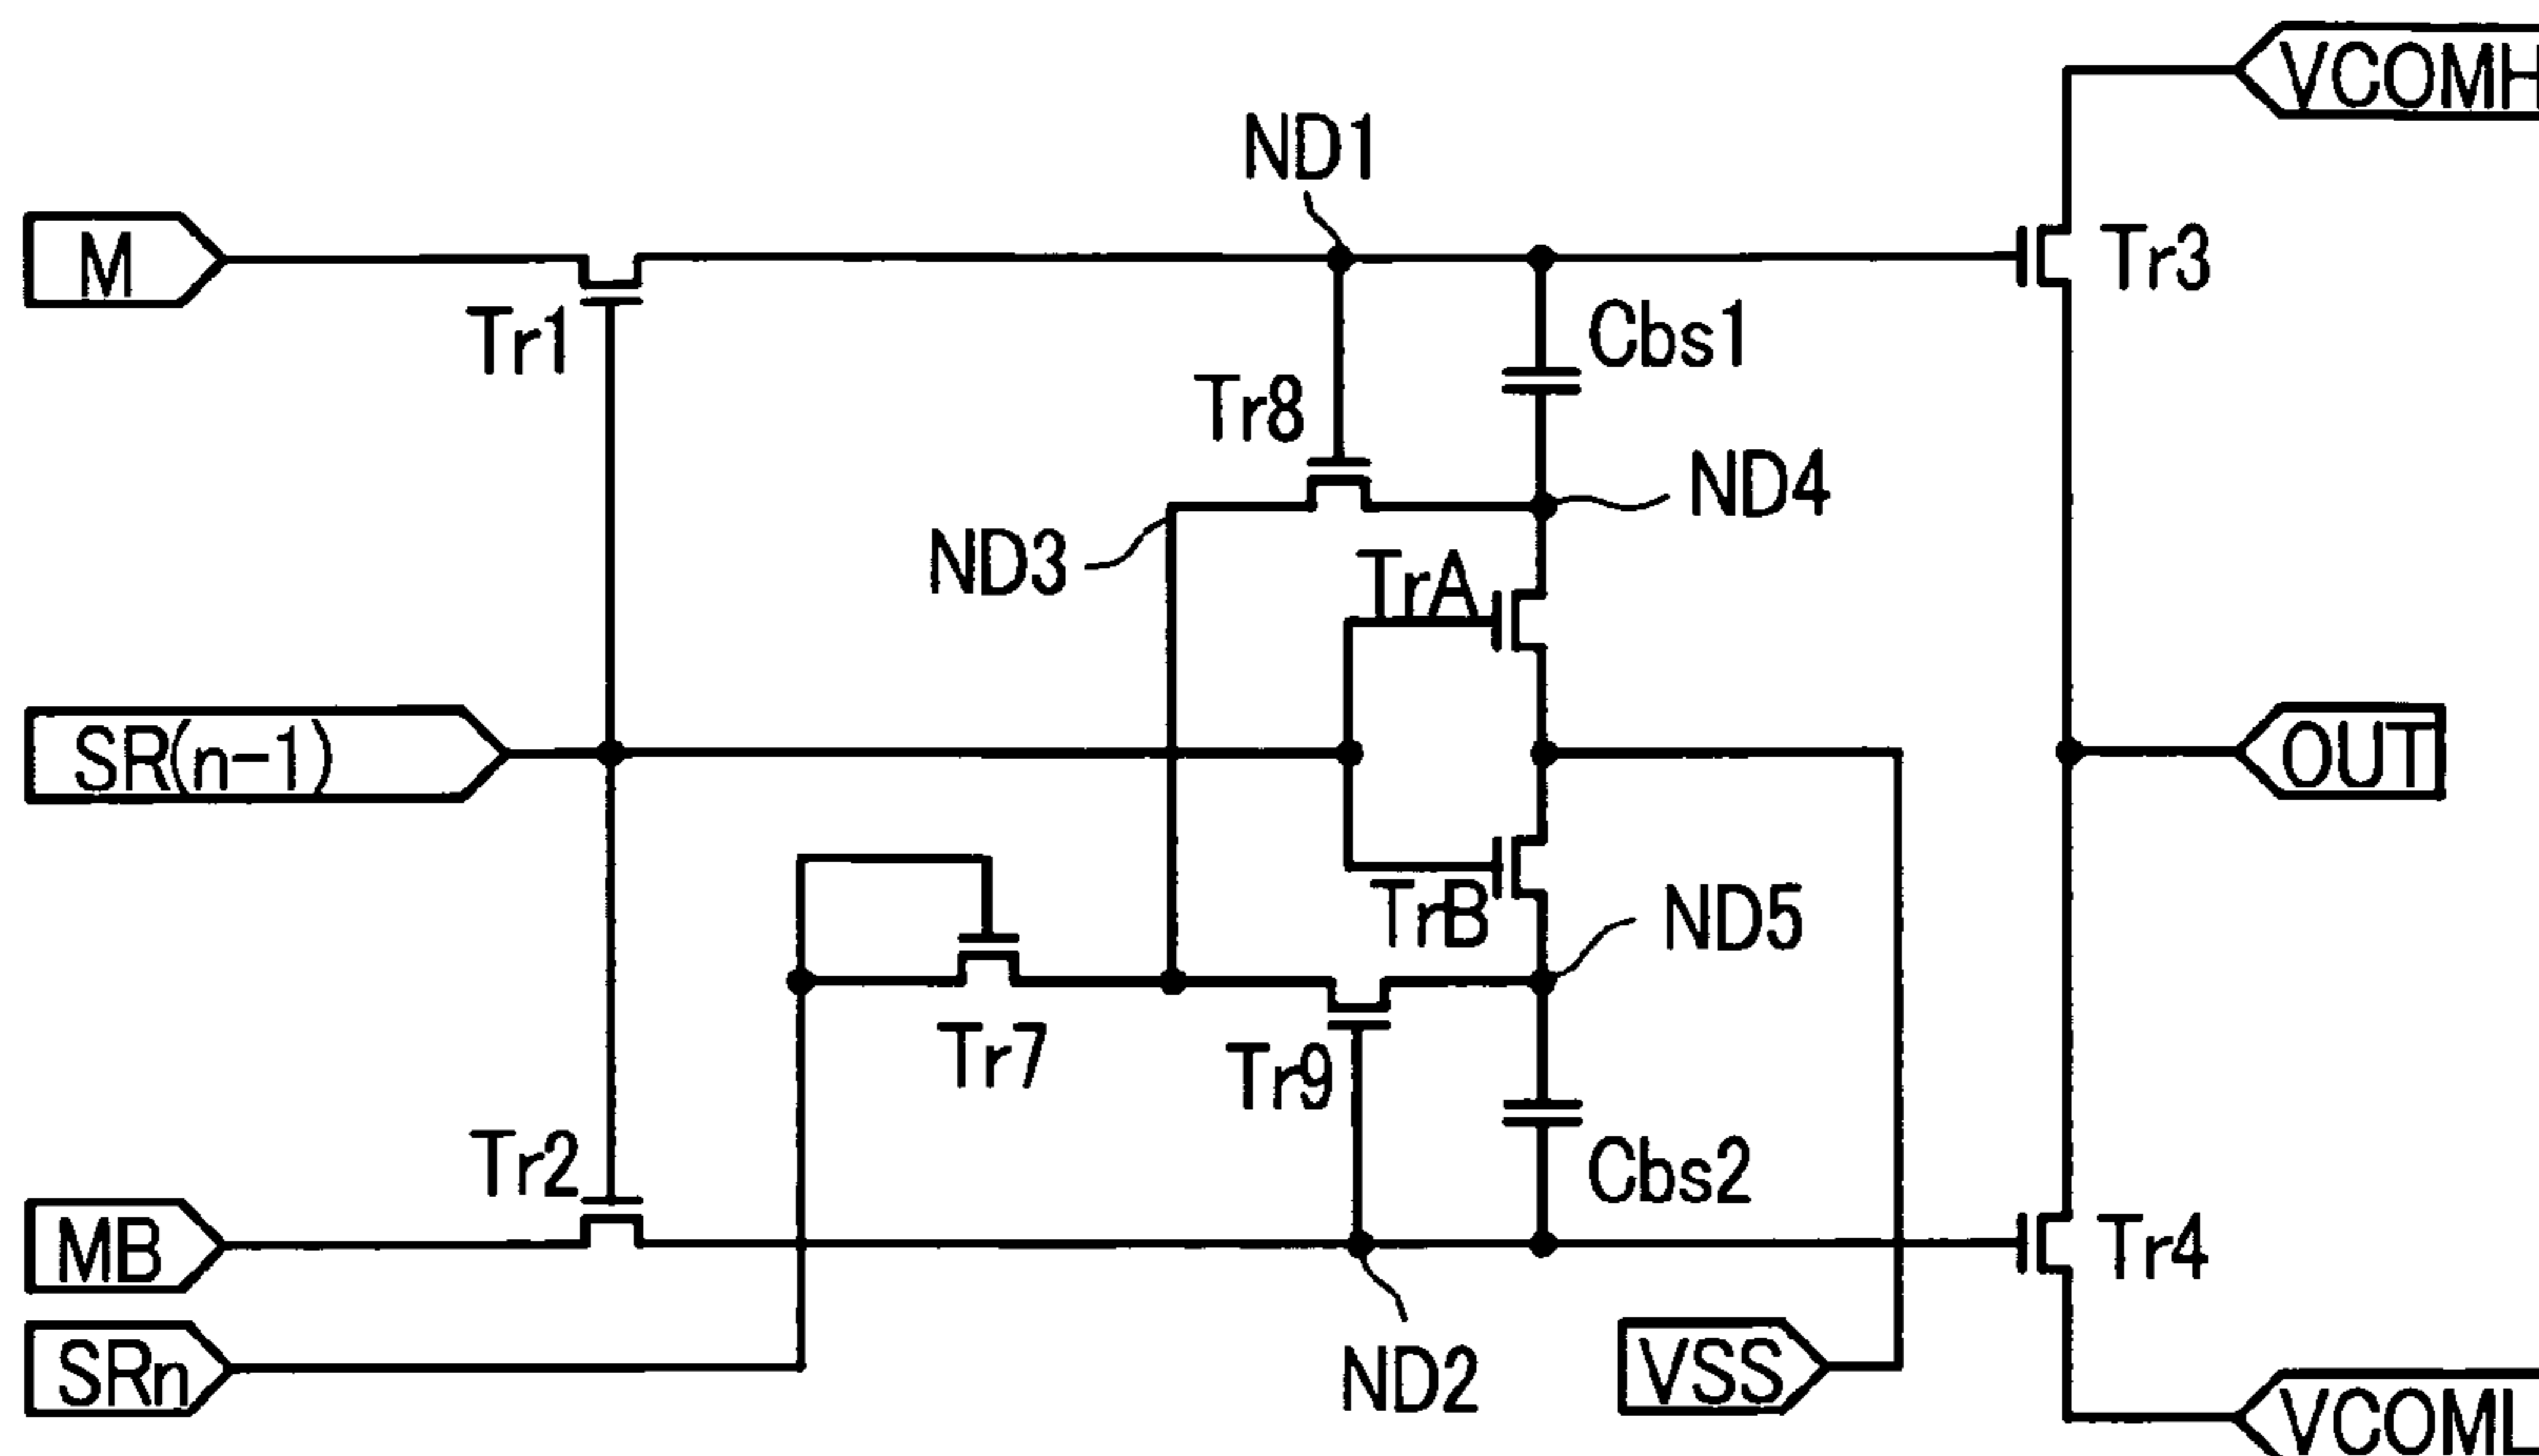 VCOMH
ND1
M
Tr3
Tr1
Cbs1
Tr8
ND4
ND3
TrA
SR(n-1)
OUT
TrB
ND5
Tr7
Tr9
Tr2
Cbs2
MB
Tr4
SRn
ND2
VSS
VCOML